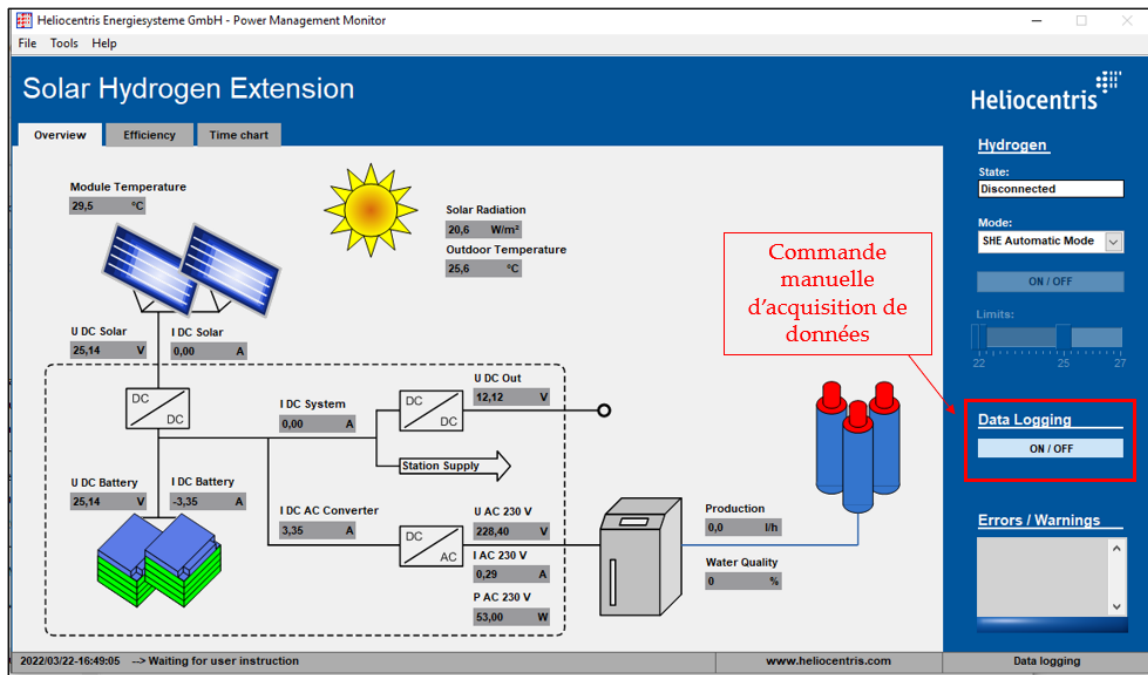 Heliocentris Energiesysteme GmbH - Power Management Monitor
File Tools Help
Solar Hydrogen Extension
Heliocentris
Overview Efficiency Time chart
Module Temperature
29,5 °C
Solar Radiation
20,6 W/m²
Outdoor Temperature
25,6 °C
U DC Solar
25,14 V
I DC Solar
0,00 A
DC
DC
I DC System
0,00 A
DC
DC
U DC Out
12,12 V
Station Supply
U DC Battery
25,14 V
I DC Battery
-3,35 A
I DC AC Converter
3,35 A
DC
AC
U AC 230 V
228,40 V
I AC 230 V
0,29 A
P AC 230 V
53,00 W
Production
0,0 l/h
Water Quality
0 %
Commande
manuelle
d'acquisition de
données
Hydrogen
State:
Disconnected
Mode:
SHE Automatic Mode
ON / OFF
Limits:
22 25 27
Data Logging
ON / OFF
Errors / Warnings
2022/03/22-16:49:05 --> Waiting for user instruction
www.heliocentris.com
Data logging